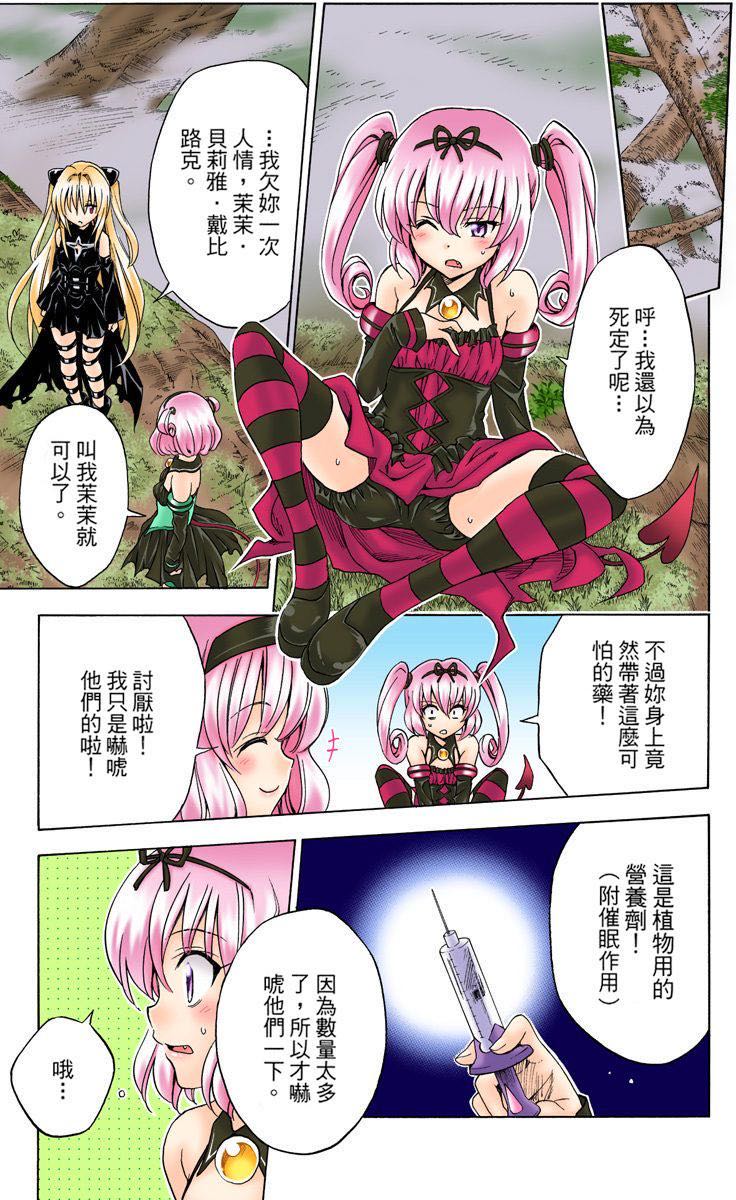 呼…我還以為
死定了呢…
…我欠妳一次
人情，茉茉．
貝莉雅．戴比
路克。
叫我茉茉就
可以了。
不過妳身上竟
然帶著這麼可
怕的藥！
討厭啦！
我只是嚇唬
他們的啦！
這是植物用的
營養劑！
（附催眠作用）
因為數量太多
了，所以才嚇
唬他們一下。
哦…